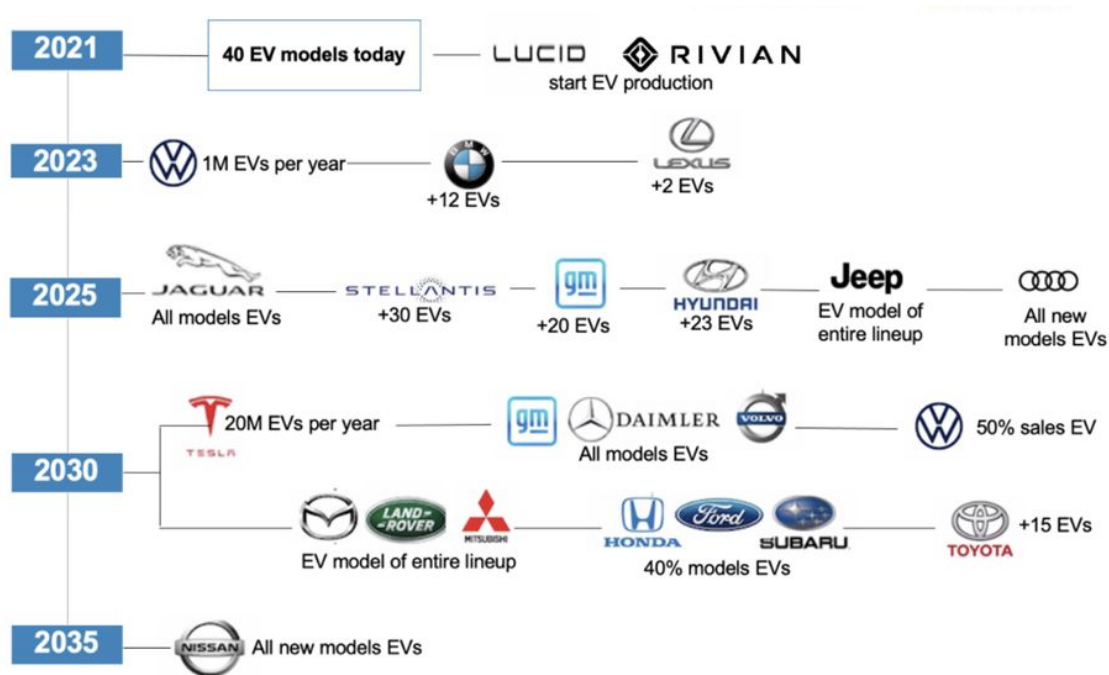 2021
40 EV models today
LUCID
RIVIAN
start EV production
2023
1M EVs per year
BMW
+12 EVs
LEXUS
+2 EVs
2025
JAGUAR
All models EVs
STELLANTIS
+30 EVs
gm
+20 EVs
HYUNDAI
+23 EVs
Jeep
EV model of
entire lineup
All new
models EVs
2030
TESLA
20M EVs per year
gm
DAIMLER
VOLVO
All models EVs
50% sales EV
LAND-
-ROVER
MITSUBISHI
EV model of entire lineup
HONDA
Ford
SUBARU
40% models EVs
TOYOTA
+15 EVs
2035
NISSAN
All new models EVs